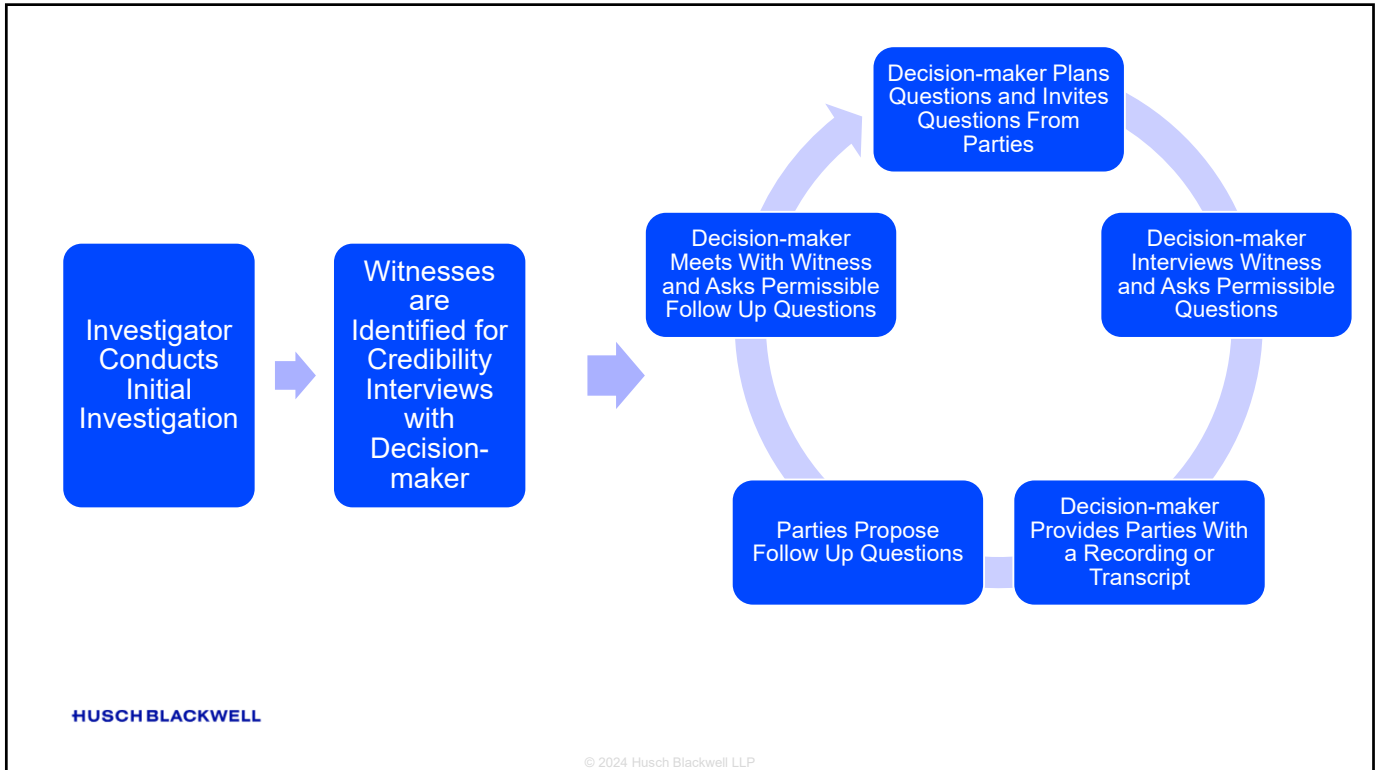 Investigator
Conducts
Initial
Investigation
Witnesses
are
Identified for
Credibility
Interviews
with
Decision-
maker
Decision-maker Plans
Questions and Invites
Questions From
Parties
Decision-maker
Interviews Witness
and Asks Permissible
Questions
Decision-maker
Provides Parties With
a Recording or
Transcript
Parties Propose
Follow Up Questions
Decision-maker
Meets With Witness
and Asks Permissible
Follow Up Questions
HUSCH BLACKWELL
© 2024 Husch Blackwell LLP